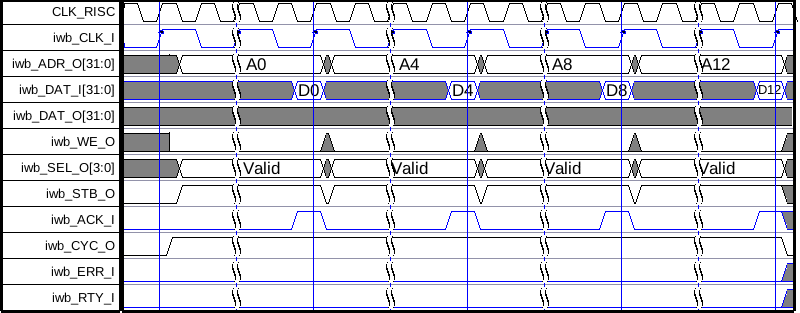 CLK_RISC
iwb_CLK_I
iwb_ADR_O[31:0] A0 A4 A8 A12
iwb_DAT_I[31:0] D0 D4 D8 D12
iwb_DAT_O[31:0]
iwb_WE_O
iwb_SEL_O[3:0] Valid Valid Valid Valid
iwb_STB_O
iwb_ACK_I
iwb_CYC_O
iwb_ERR_I
iwb_RTY_I